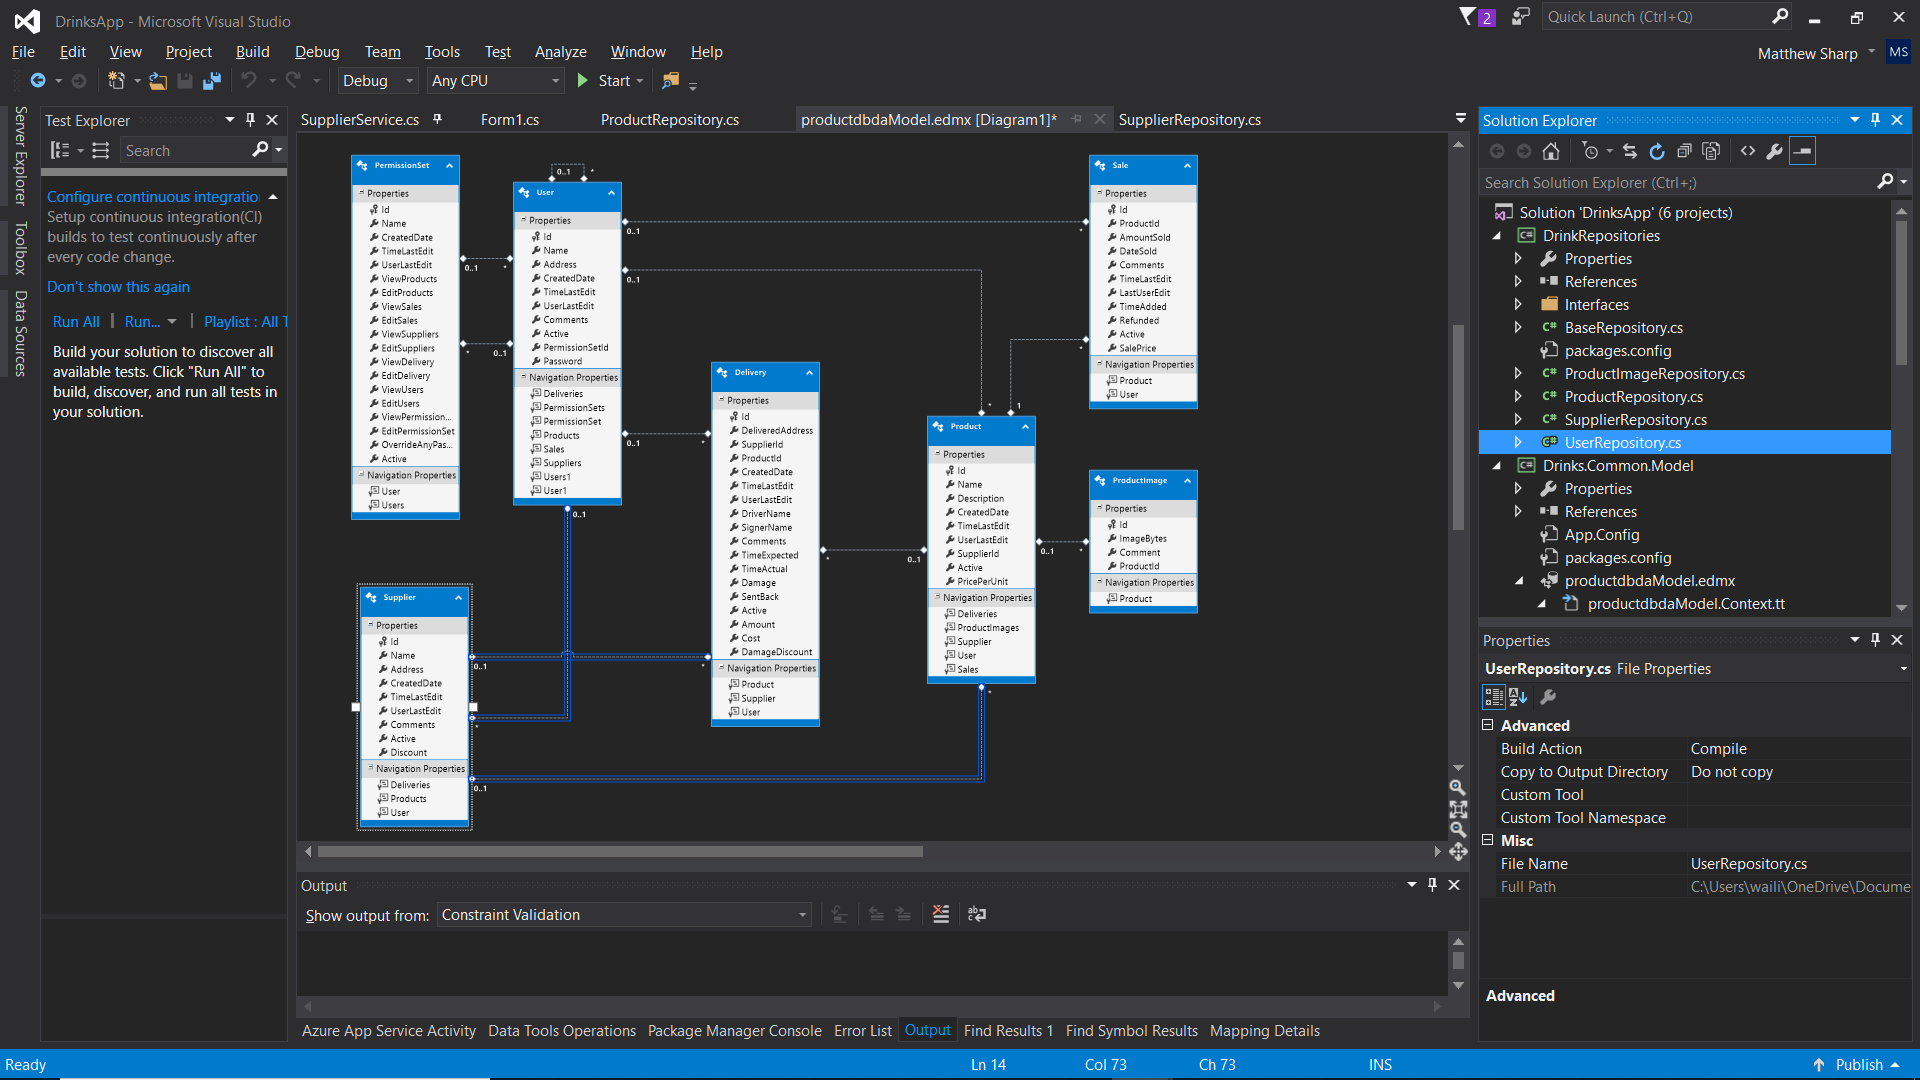 DrinksApp - Microsoft Visual Studio
2
Quick Launch (Ctrl+Q)
File Edit View Project Build Debug Team Tools Test Analyze Window Help
Matthew Sharp
MS
Debug
Any CPU
Start
Server Explorer
Toolbox
Data Sources
Test Explorer
Search
Configure continuous integratio
Setup continuous integration(CI)
builds to test continuously after
every code change.
Don't show this again
Run All | Run... | Playlist : All T
Build your solution to discover all
available tests. Click "Run All" to
build, discover, and run all tests in
your solution.
SupplierService.cs
Form1.cs
ProductRepository.cs
productdbdaModel.edmx [Diagram1]*
SupplierRepository.cs
PermissionSet
Properties
Id
Name
CreatedDate
TimeLastEdit
UserLastEdit
ViewProducts
EditProducts
ViewSales
EditSales
ViewSuppliers
EditSuppliers
ViewDelivery
EditDelivery
ViewUsers
EditUsers
ViewPermission...
EditPermissionSet
OverrideAnyPas...
Active
Navigation Properties
User
Users
0..1 *
* 0..1
0..1 *
User
Properties
Id
Name
Address
CreatedDate
TimeLastEdit
UserLastEdit
Comments
Active
PermissionSetId
Password
Navigation Properties
Deliveries
PermissionSets
PermissionSet
Products
Sales
Suppliers
Users1
User1
0..1 *
0..1 *
0..1 *
0..1
Supplier
Properties
Id
Name
Address
CreatedDate
TimeLastEdit
UserLastEdit
Comments
Active
Discount
Navigation Properties
Deliveries
Products
User
0..1 *
*
0..1 *
Delivery
Properties
Id
DeliveredAddress
SupplierId
ProductId
CreatedDate
TimeLastEdit
UserLastEdit
DriverName
SignerName
Comments
TimeExpected
TimeActual
Damage
SentBack
Active
Amount
Cost
DamageDiscount
Navigation Properties
Product
Supplier
User
* 0..1
Product
Properties
Id
Name
Description
CreatedDate
TimeLastEdit
UserLastEdit
SupplierId
Active
PricePerUnit
Navigation Properties
Deliveries
ProductImages
Supplier
User
Sales
1 *
0..1 *
Sale
Properties
Id
ProductId
AmountSold
DateSold
Comments
TimeLastEdit
LastUserEdit
TimeAdded
Refunded
Active
SalePrice
Navigation Properties
Product
User
ProductImage
Properties
Id
ImageBytes
Comment
ProductId
Navigation Properties
Product
Output
Show output from: Constraint Validation
Azure App Service Activity Data Tools Operations Package Manager Console Error List Output Find Results 1 Find Symbol Results Mapping Details
Solution Explorer
Search Solution Explorer (Ctrl+;)
Solution 'DrinksApp' (6 projects)
DrinkRepositories
Properties
References
Interfaces
BaseRepository.cs
packages.config
ProductImageRepository.cs
ProductRepository.cs
SupplierRepository.cs
UserRepository.cs
Drinks.Common.Model
Properties
References
App.Config
packages.config
productdbdaModel.edmx
productdbdaModel.Context.tt
Properties
UserRepository.cs File Properties
Advanced
Build Action Compile
Copy to Output Directory Do not copy
Custom Tool
Custom Tool Namespace
Misc
File Name UserRepository.cs
Full Path C:\Users\waili\OneDrive\Docume
Advanced
Ready
Ln 14
Col 73
Ch 73
INS
Publish